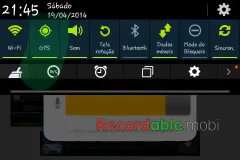 21:45 Sábado
19/04/2014
Wi-Fi GPS Som Tela rotação Bluetooth Dados móveis Modo de Bloqueio Sincron.
Recordable.mobi